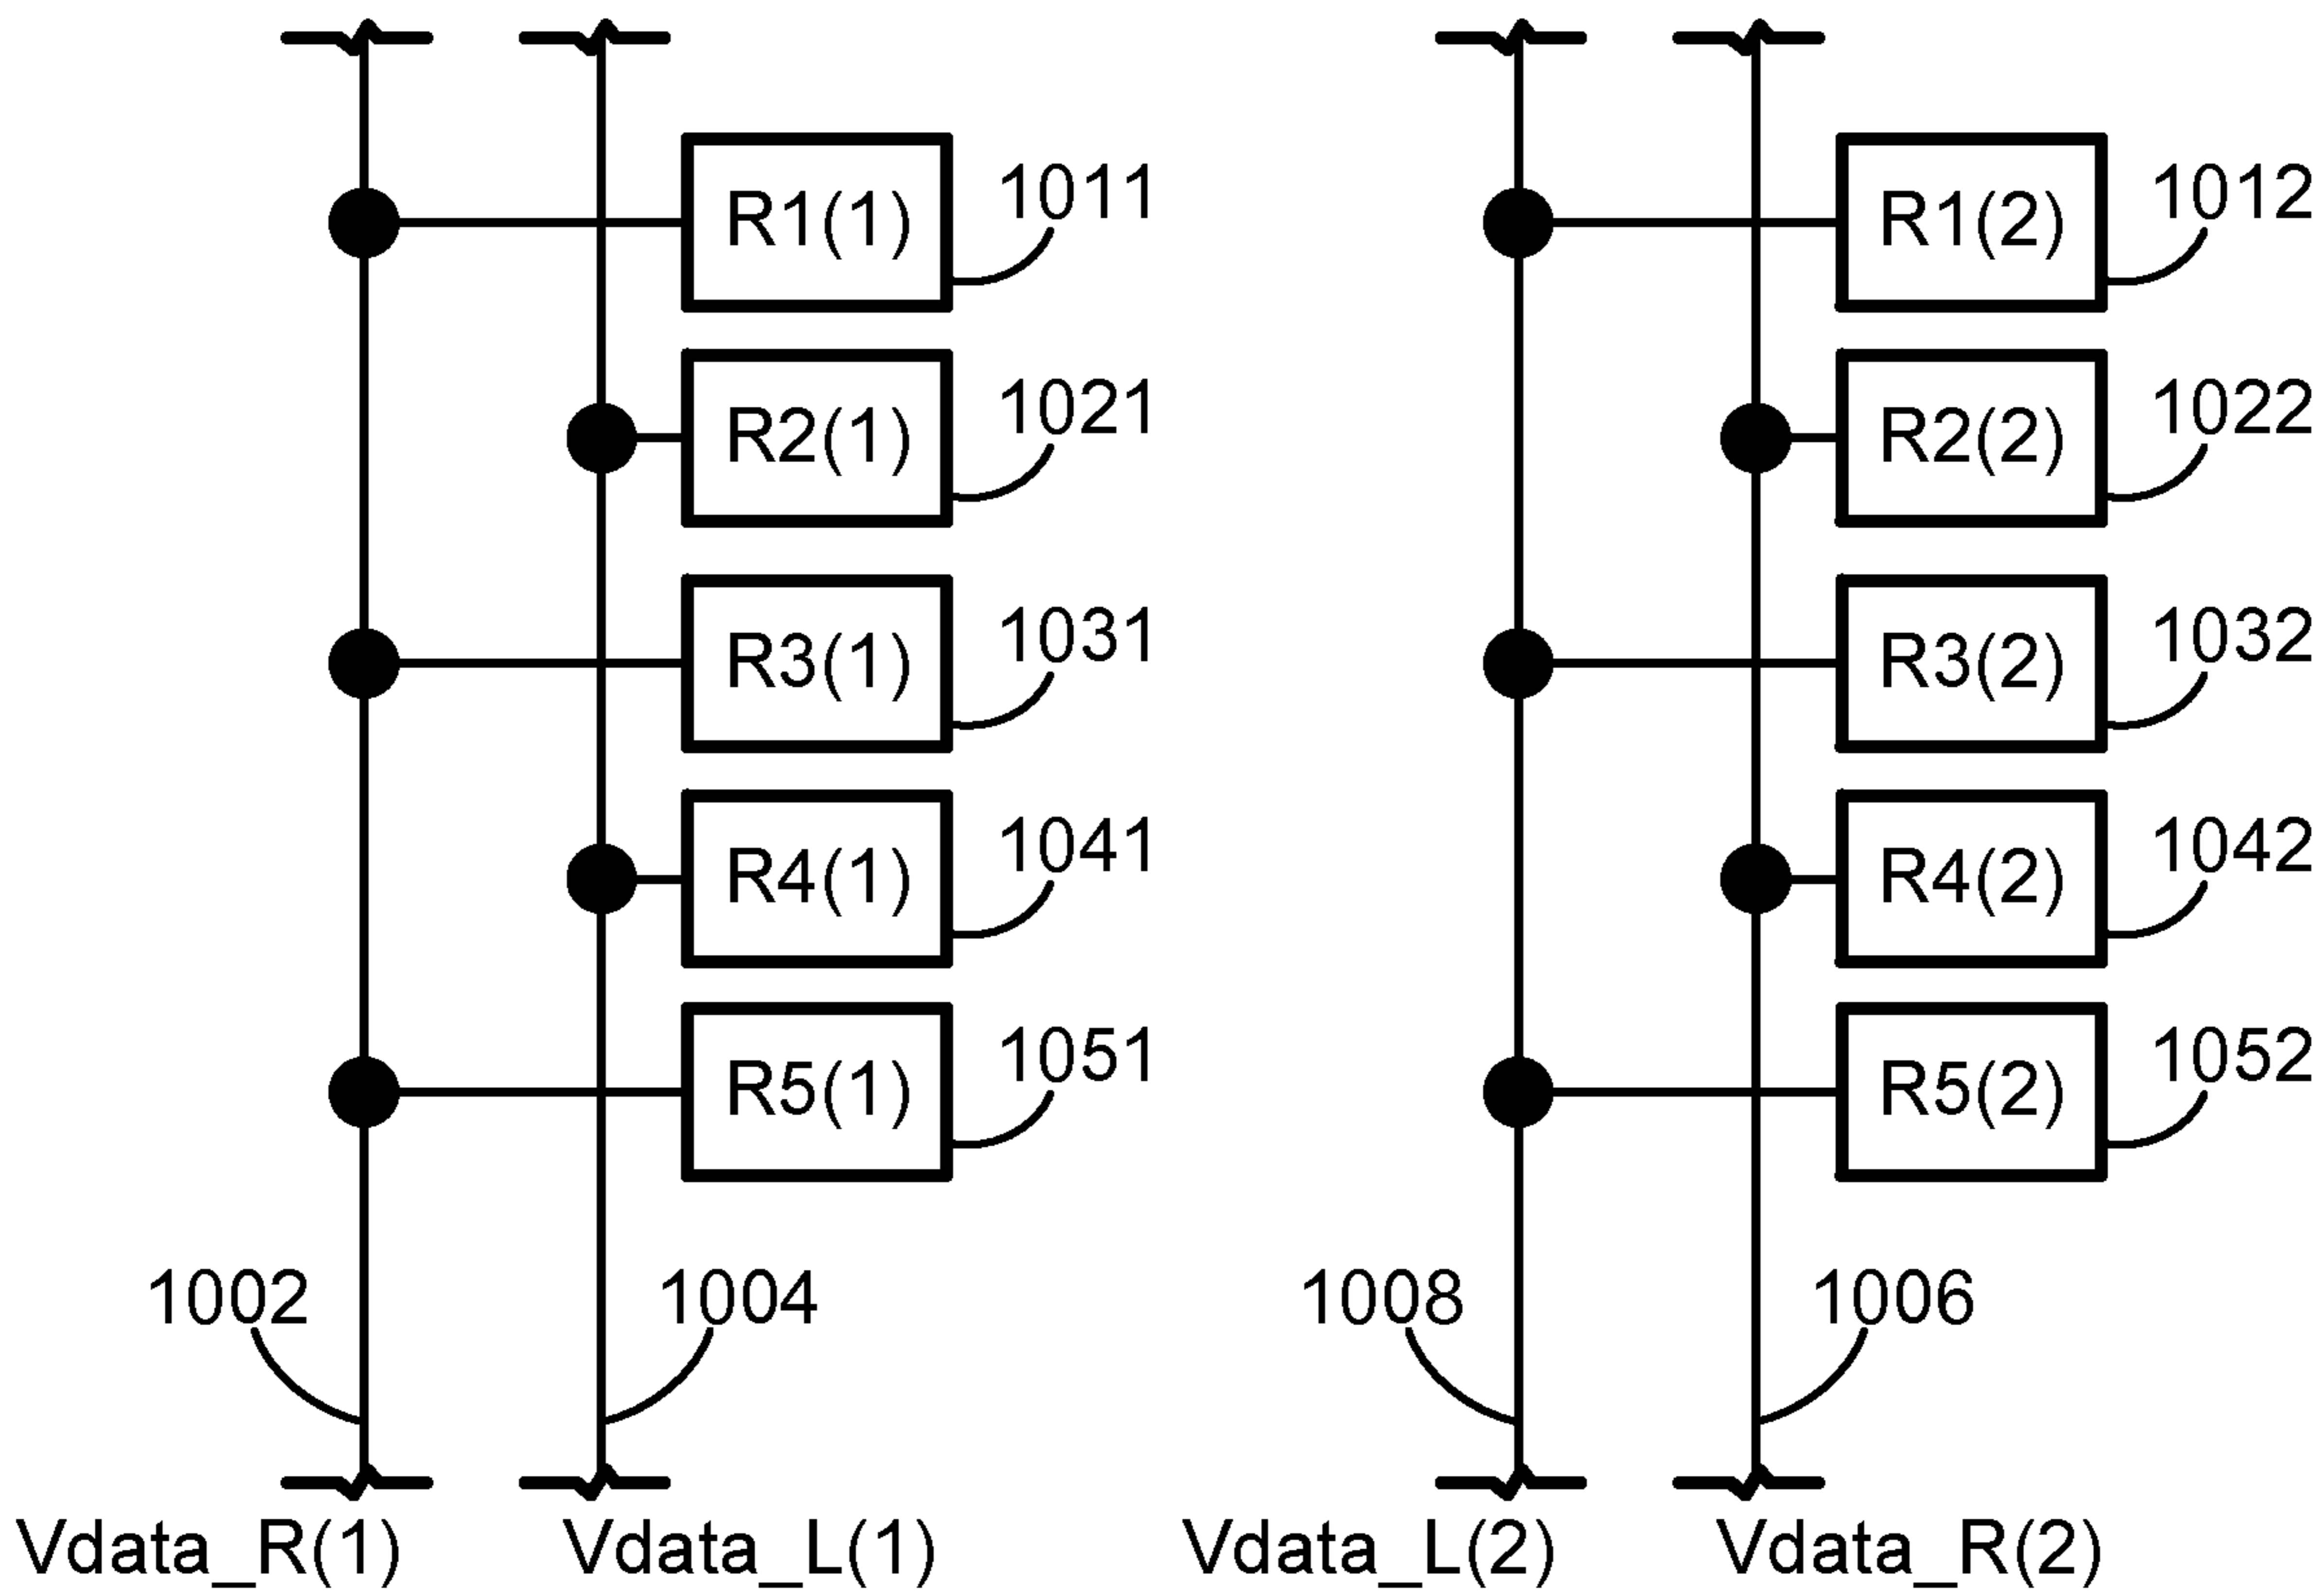 1011
1012
R1(1)
R1(2)
1021
1022
R2(1)
R2(2)
1031
1032
R3(1)
R3(2)
1041
1042
R4(1)
R4(2)
1051
1052
R5(1)
R5(2)
1002
1004
1008
1006
Vdata_R(1)
Vdata_L(1)
Vdata_L(2)
Vdata_R(2)